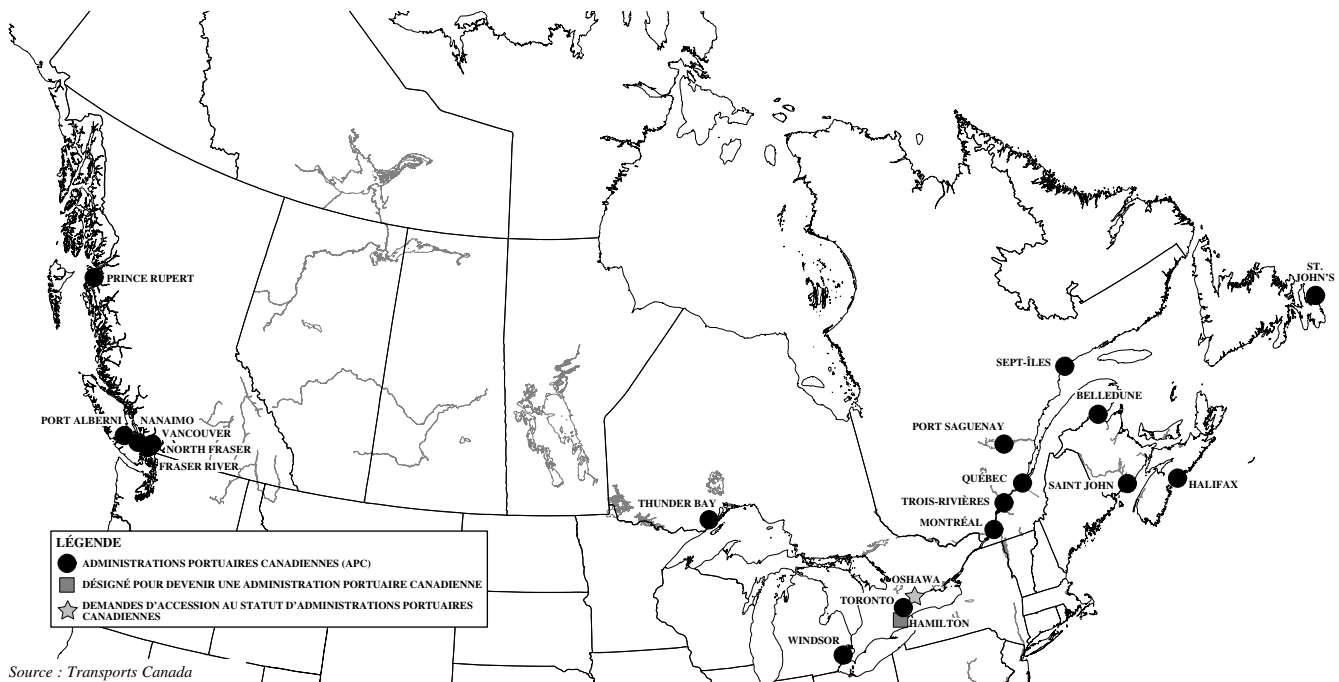 ST.
JOHN'S
PRINCE RUPERT
SEPT-ÎLES
BELLEDUNE
PORT ALBERNI
NANAIMO
VANCOUVER
NORTH FRASER
FRASER RIVER
PORT SAGUENAY
QUÉBEC
SAINT JOHN
HALIFAX
TROIS-RIVIÈRES
THUNDER BAY
MONTRÉAL
OSHAWA
TORONTO
HAMILTON
WINDSOR
LÉGENDE
ADMINISTRATIONS PORTUAIRES CANADIENNES (APC)
DÉSIGNÉ POUR DEVENIR UNE ADMINISTRATION PORTUAIRE CANADIENNE
DEMANDES D'ACCESSION AU STATUT D'ADMINISTRATIONS PORTUAIRES
CANADIENNES
Source : Transports Canada